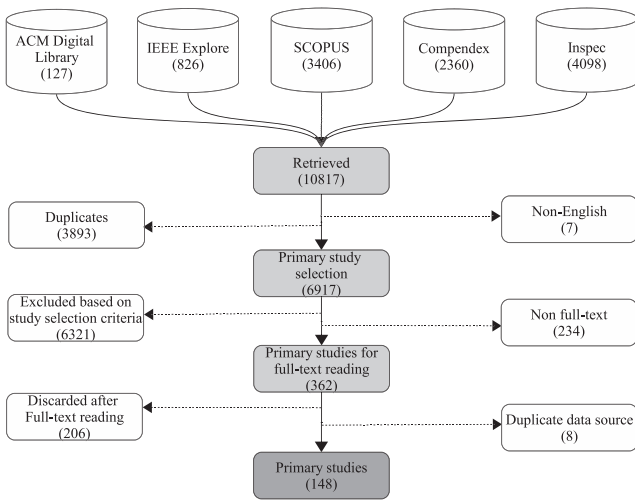 ACM Digital
Library
(127)
IEEE Explore
(826)
SCOPUS
(3406)
Compendex
(2360)
Inspec
(4098)
Retrieved
(10817)
Duplicates
(3893)
Non-English
(7)
Primary study
selection
(6917)
Excluded based on
study selection criteria
(6321)
Non full-text
(234)
Primary studies for
full-text reading
(362)
Discarded after
Full-text reading
(206)
Duplicate data source
(8)
Primary studies
(148)